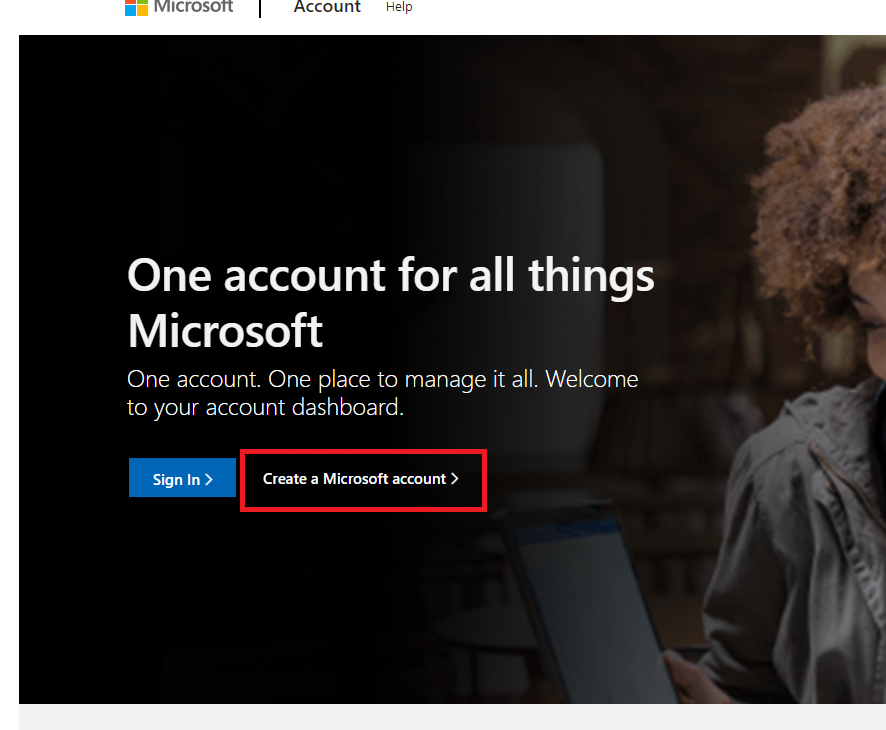 Microsoft Account Help
One account for all things
Microsoft
One account. One place to manage it all. Welcome
to your account dashboard.
Sign In Create a Microsoft account